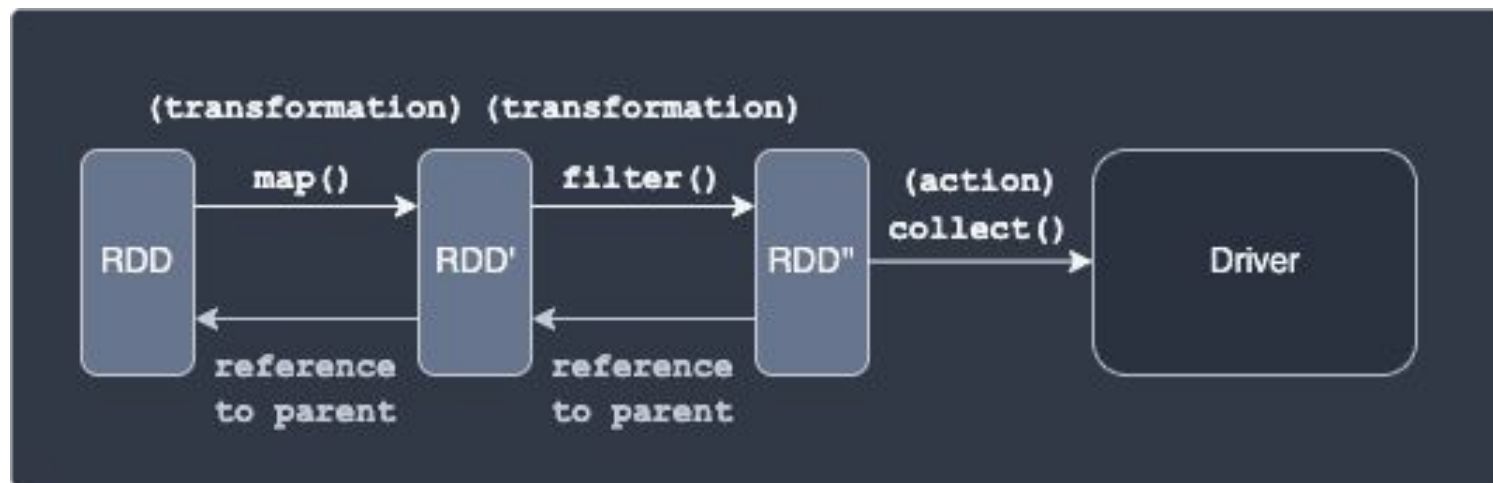 (transformation) (transformation)
map()
filter()
(action)
collect()
RDD
RDD'
RDD"
Driver
reference
to parent
reference
to parent